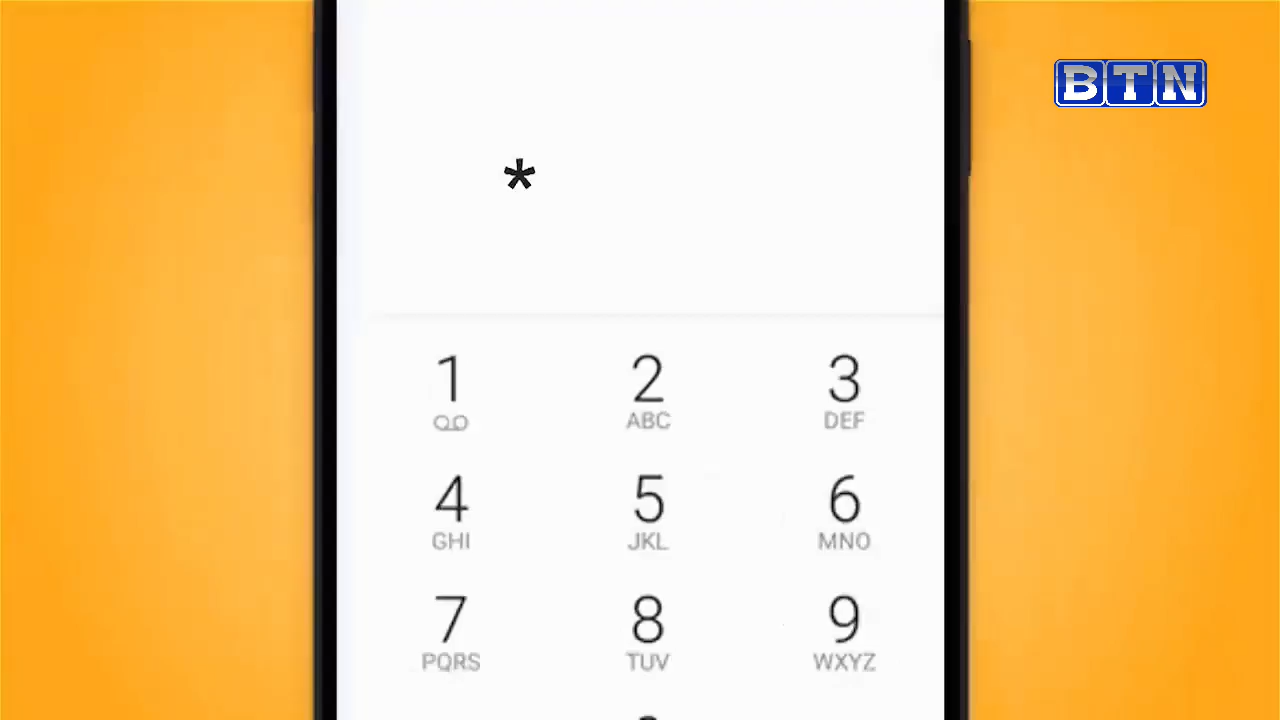 BTN
*
1 2 3
ABC DEF
4 5 6
GHI JKL MNO
7 8 9
PQRS TUV WXYZ